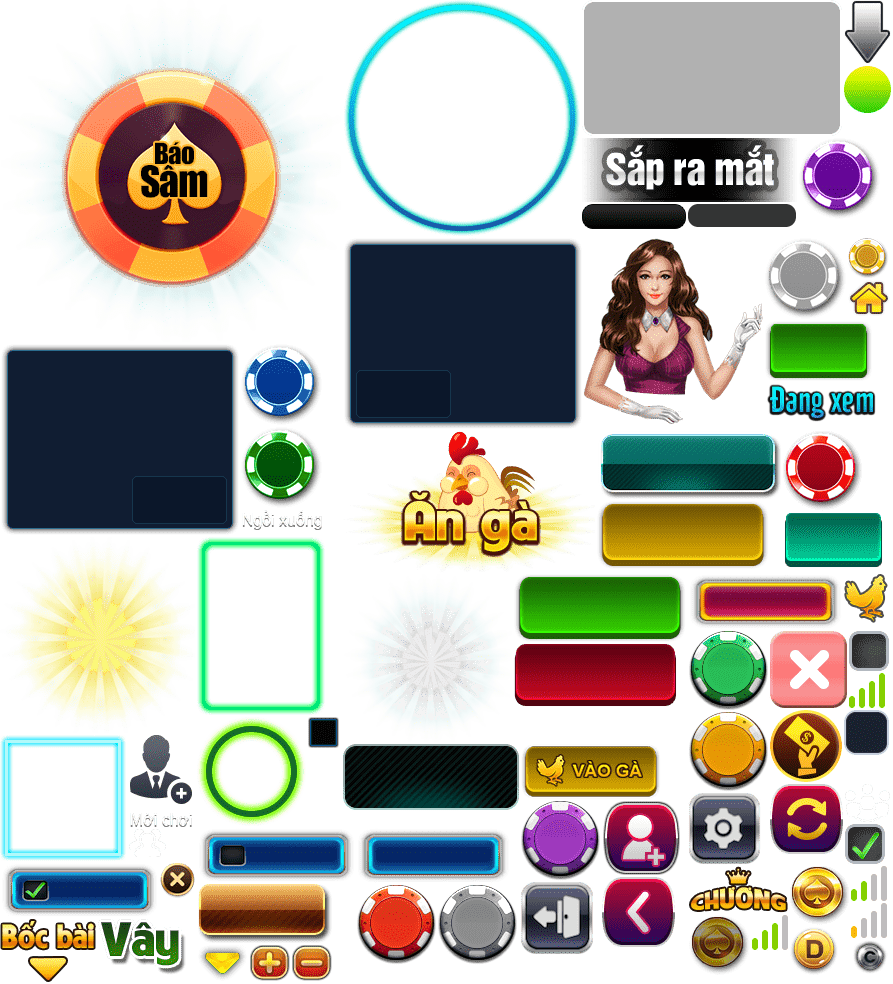 Báo
Sâm
Sắp ra mắt
Đang xem
Ngồi xuống
Ăn gà
VÀO GÀ
Mời chơi
CHƯƠNG
Bốc bài
Vây
D
C